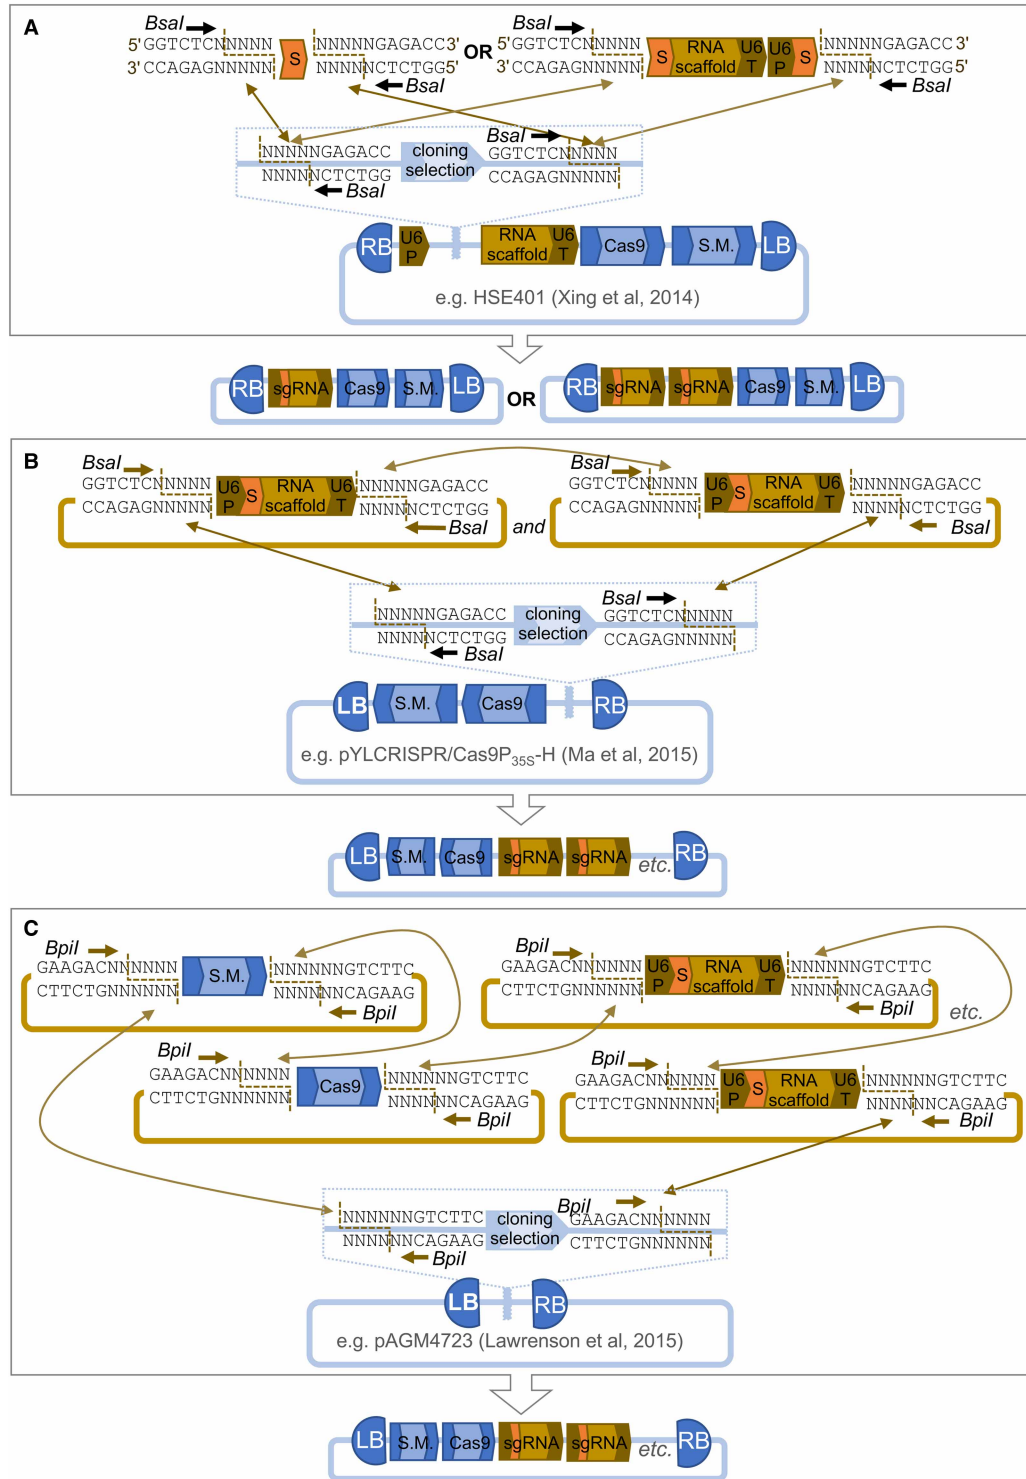 A
BsaI
BsaI
5'GGTCTCNNNNN NNNNNNGAGACC3' OR 5'GGTCTCNNNNN NNNNNNGAGACC 3'
S
S RNA scaffold U6 T U6 P S
3'CCAGAGNNNNN NNNNNCTCTGG5' 3'CCAGAGNNNNN NNNNNCTCTGG 5'
BsaI
BsaI
BsaI
NNNNNGAGACC cloning selection GGTCTCNNNNN
NNNNNCTCTGG CCAGAGNNNNN
BsaI
RB U6 P RNA scaffold U6 T Cas9 S.M. LB
e.g. HSE401 (Xing et al, 2014)
RB sgRNA Cas9 S.M. LB OR RB sgRNA sgRNA Cas9 S.M. LB
B
BsaI
BsaI
GGTCTCNNNNN U6 P S RNA scaffold U6 T NNNNNGAGACC
CCAGAGNNNNN NNNNNCTCTGG
BsaI
and
GGTCTCNNNNN U6 P S RNA scaffold U6 T NNNNNGAGACC
CCAGAGNNNNN NNNNNCTCTGG
BsaI
BsaI
NNNNNGAGACC cloning selection GGTCTCNNNNN
NNNNNCTCTGG CCAGAGNNNNN
BsaI
LB S.M. Cas9 RB
e.g. pYLCRISPR/Cas9P35S-H (Ma et al, 2015)
LB S.M. Cas9 sgRNA sgRNA etc. RB
C
BpiI
BpiI
GAAGACNNNNNN S.M. NNNNNNGTCTTC
CTTCTGNNNNNN NNNNNNCAGAAG
BpiI
GAAGACNNNNNN U6 P S RNA scaffold U6 T NNNNNNGTCTTC
CTTCTGNNNNNN NNNNNNCAGAAG
BpiI
etc.
BpiI
BpiI
GAAGACNNNNNN Cas9 NNNNNNGTCTTC
CTTCTGNNNNNN NNNNNNCAGAAG
BpiI
GAAGACNNNNNN U6 P S RNA scaffold U6 T NNNNNNGTCTTC
CTTCTGNNNNNN NNNNNNCAGAAG
BpiI
BpiI
NNNNNNGTCTTC cloning selection GAAGACNNNNNN
NNNNNNCAGAAG CTTCTGNNNNNN
BpiI
LB RB
e.g. pAGM4723 (Lawrenson et al, 2015)
LB S.M. Cas9 sgRNA sgRNA etc. RB